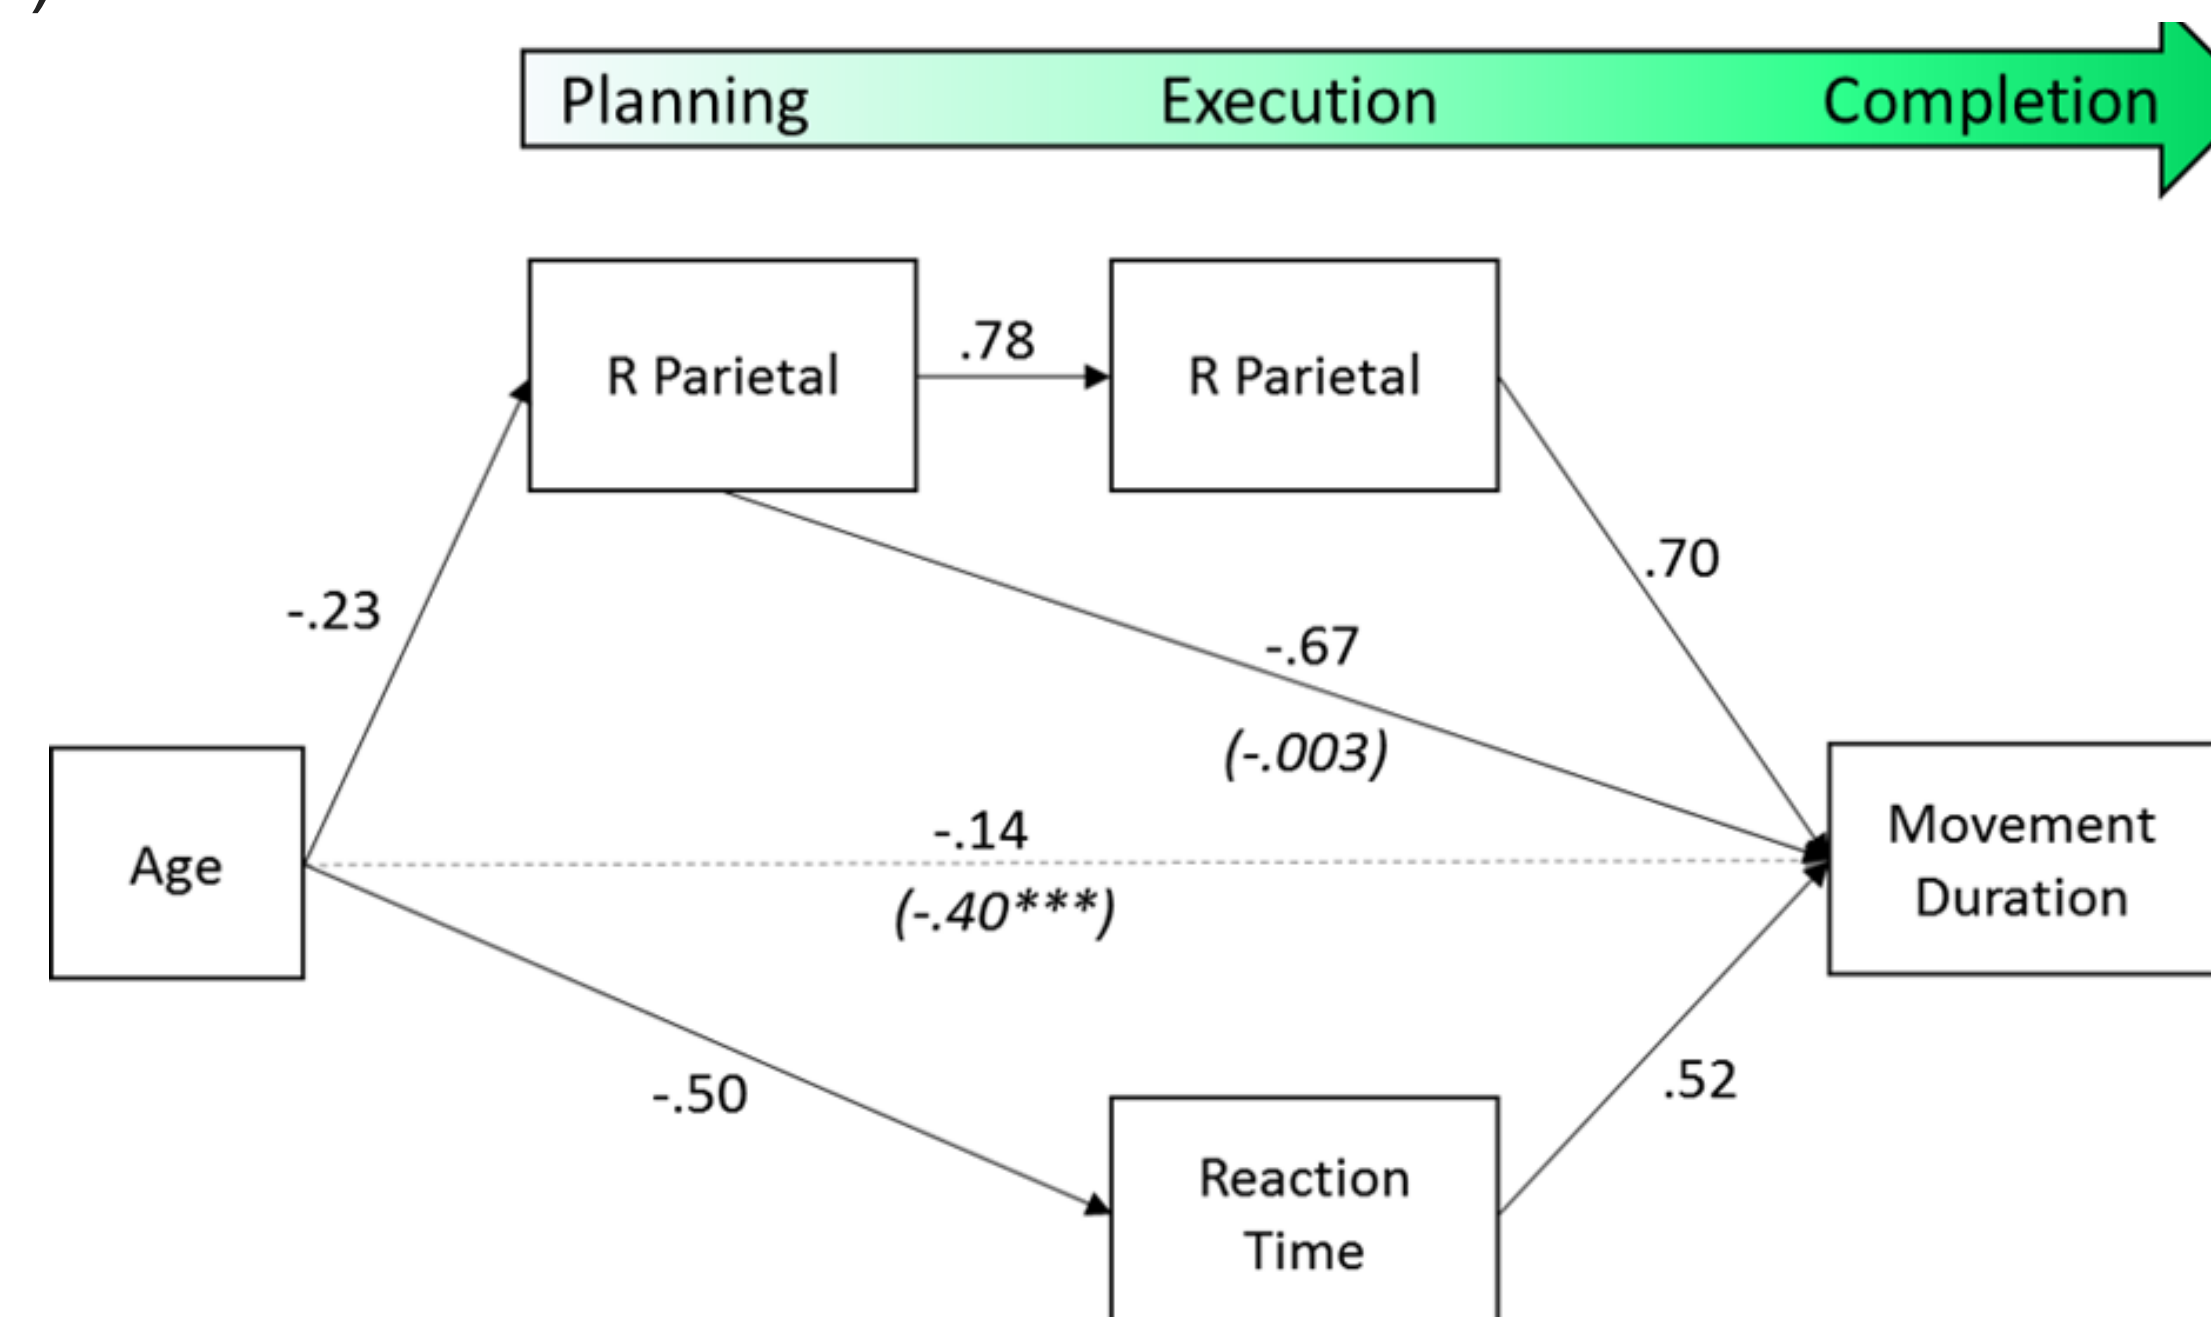 Planning Execution Completion
R Parietal .78 R Parietal
.70
-.23
-.67
(-.003)
-.14
(-.40***)
Age
Movement
Duration
-.50
.52
Reaction
Time